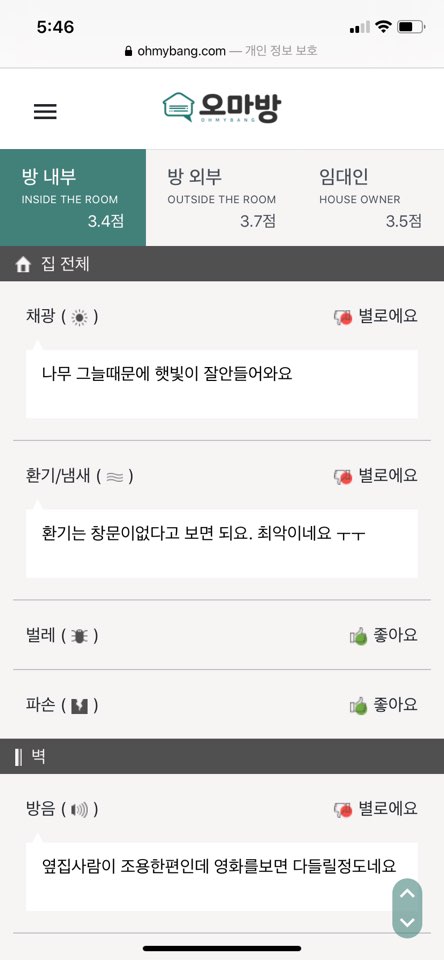 5:46
ohmybang.com — 개인 정보 보호
오마방
OHMYBANG
방 내부
INSIDE THE ROOM
3.4점
방 외부
OUTSIDE THE ROOM
3.7점
임대인
HOUSE OWNER
3.5점
집 전체
채광 ( )
별로에요
나무 그늘때문에 햇빛이 잘안들어와요
환기/냄새 ( )
별로에요
환기는 창문이없다고 보면 되요. 최악이네요 ㅜㅜ
벌레 ( )
좋아요
파손 ( )
좋아요
벽
방음 ( )
별로에요
옆집사람이 조용한편인데 영화를보면 다들릴정도네요